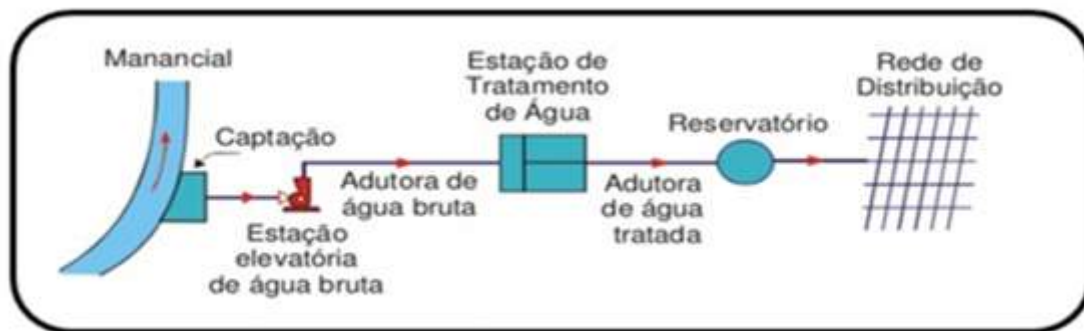 Manancial
Captação
Estação
elevatória
de água bruta
Adutora de
água bruta
Estação de
Tratamento
de Água
Adutora
de água
tratada
Reservatório
Rede de
Distribuição